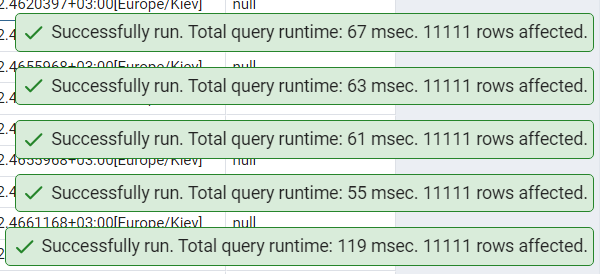 2.4620397+03:00[Europe/Kiev] null
Successfully run. Total query runtime: 67 msec. 11111 rows affected.
2.4
2.4655968+03:00[Europe/Kiev] null
Successfully run. Total query runtime: 63 msec. 11111 rows affected.
2.4
2.4
Successfully run. Total query runtime: 61 msec. 11111 rows affected.
2.4655968+03:00[Europe/Kiev] null
Successfully run. Total query runtime: 55 msec. 11111 rows affected.
2.4
2.4661168+03:00[Europe/Kiev] null
Successfully run. Total query runtime: 119 msec. 11111 rows affected.